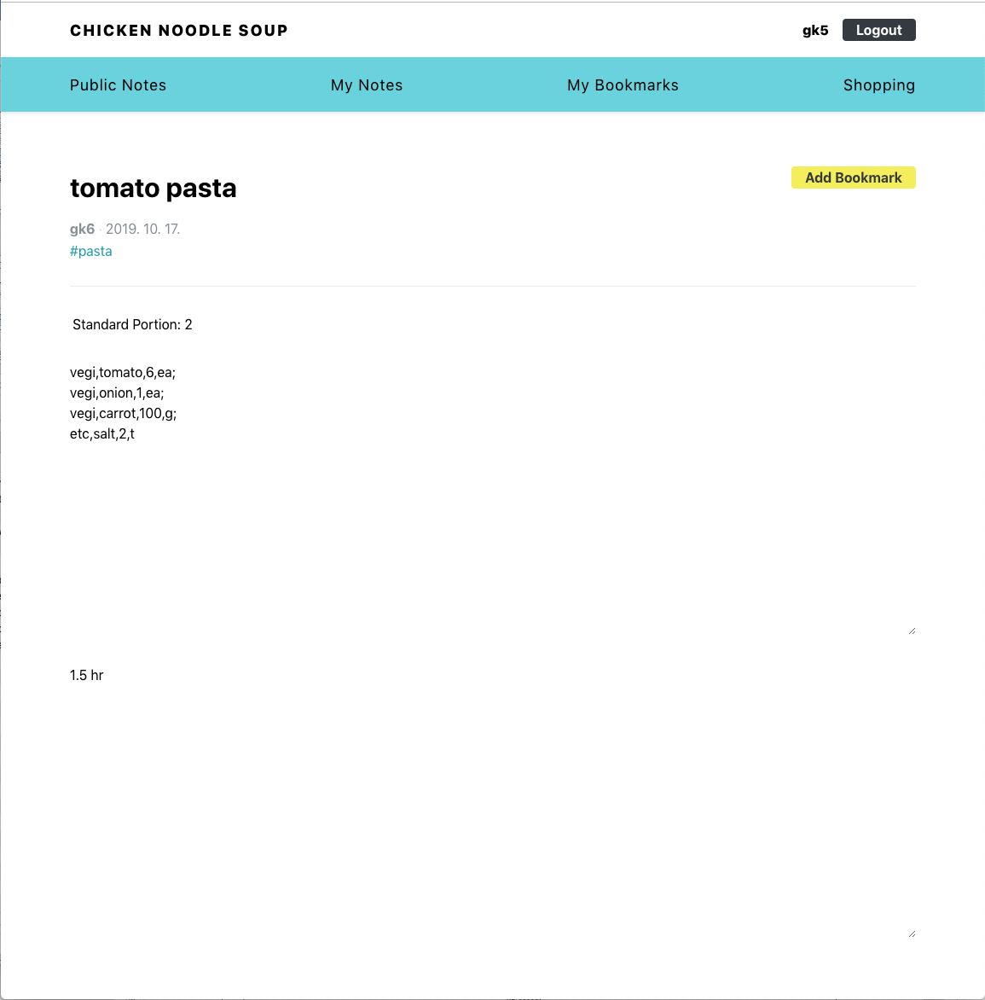 CHICKEN NOODLE SOUP
gk5 Logout
Public Notes My Notes My Bookmarks Shopping
tomato pasta
Add Bookmark
gk6 · 2019. 10. 17.
#pasta
Standard Portion: 2
vegi,tomato,6,ea;
vegi,onion,1,ea;
vegi,carrot,100,g;
etc,salt,2,t
1.5 hr